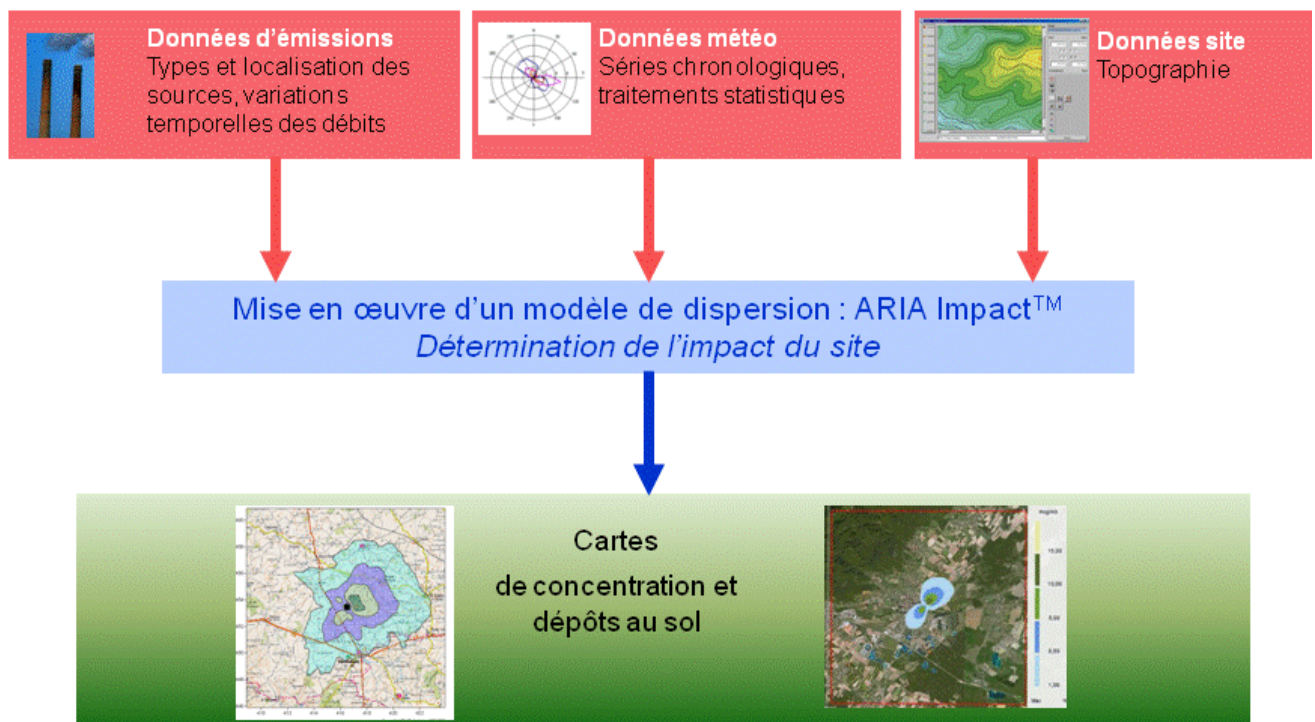 Données d'émissions
Types et localisation des
sources, variations
temporelles des débits
Données météo
Séries chronologiques,
traitements statistiques
Données site
Topographie
Mise en œuvre d'un modèle de dispersion : ARIA Impact™
Détermination de l'impact du site
Cartes
de concentration et
dépôts au sol